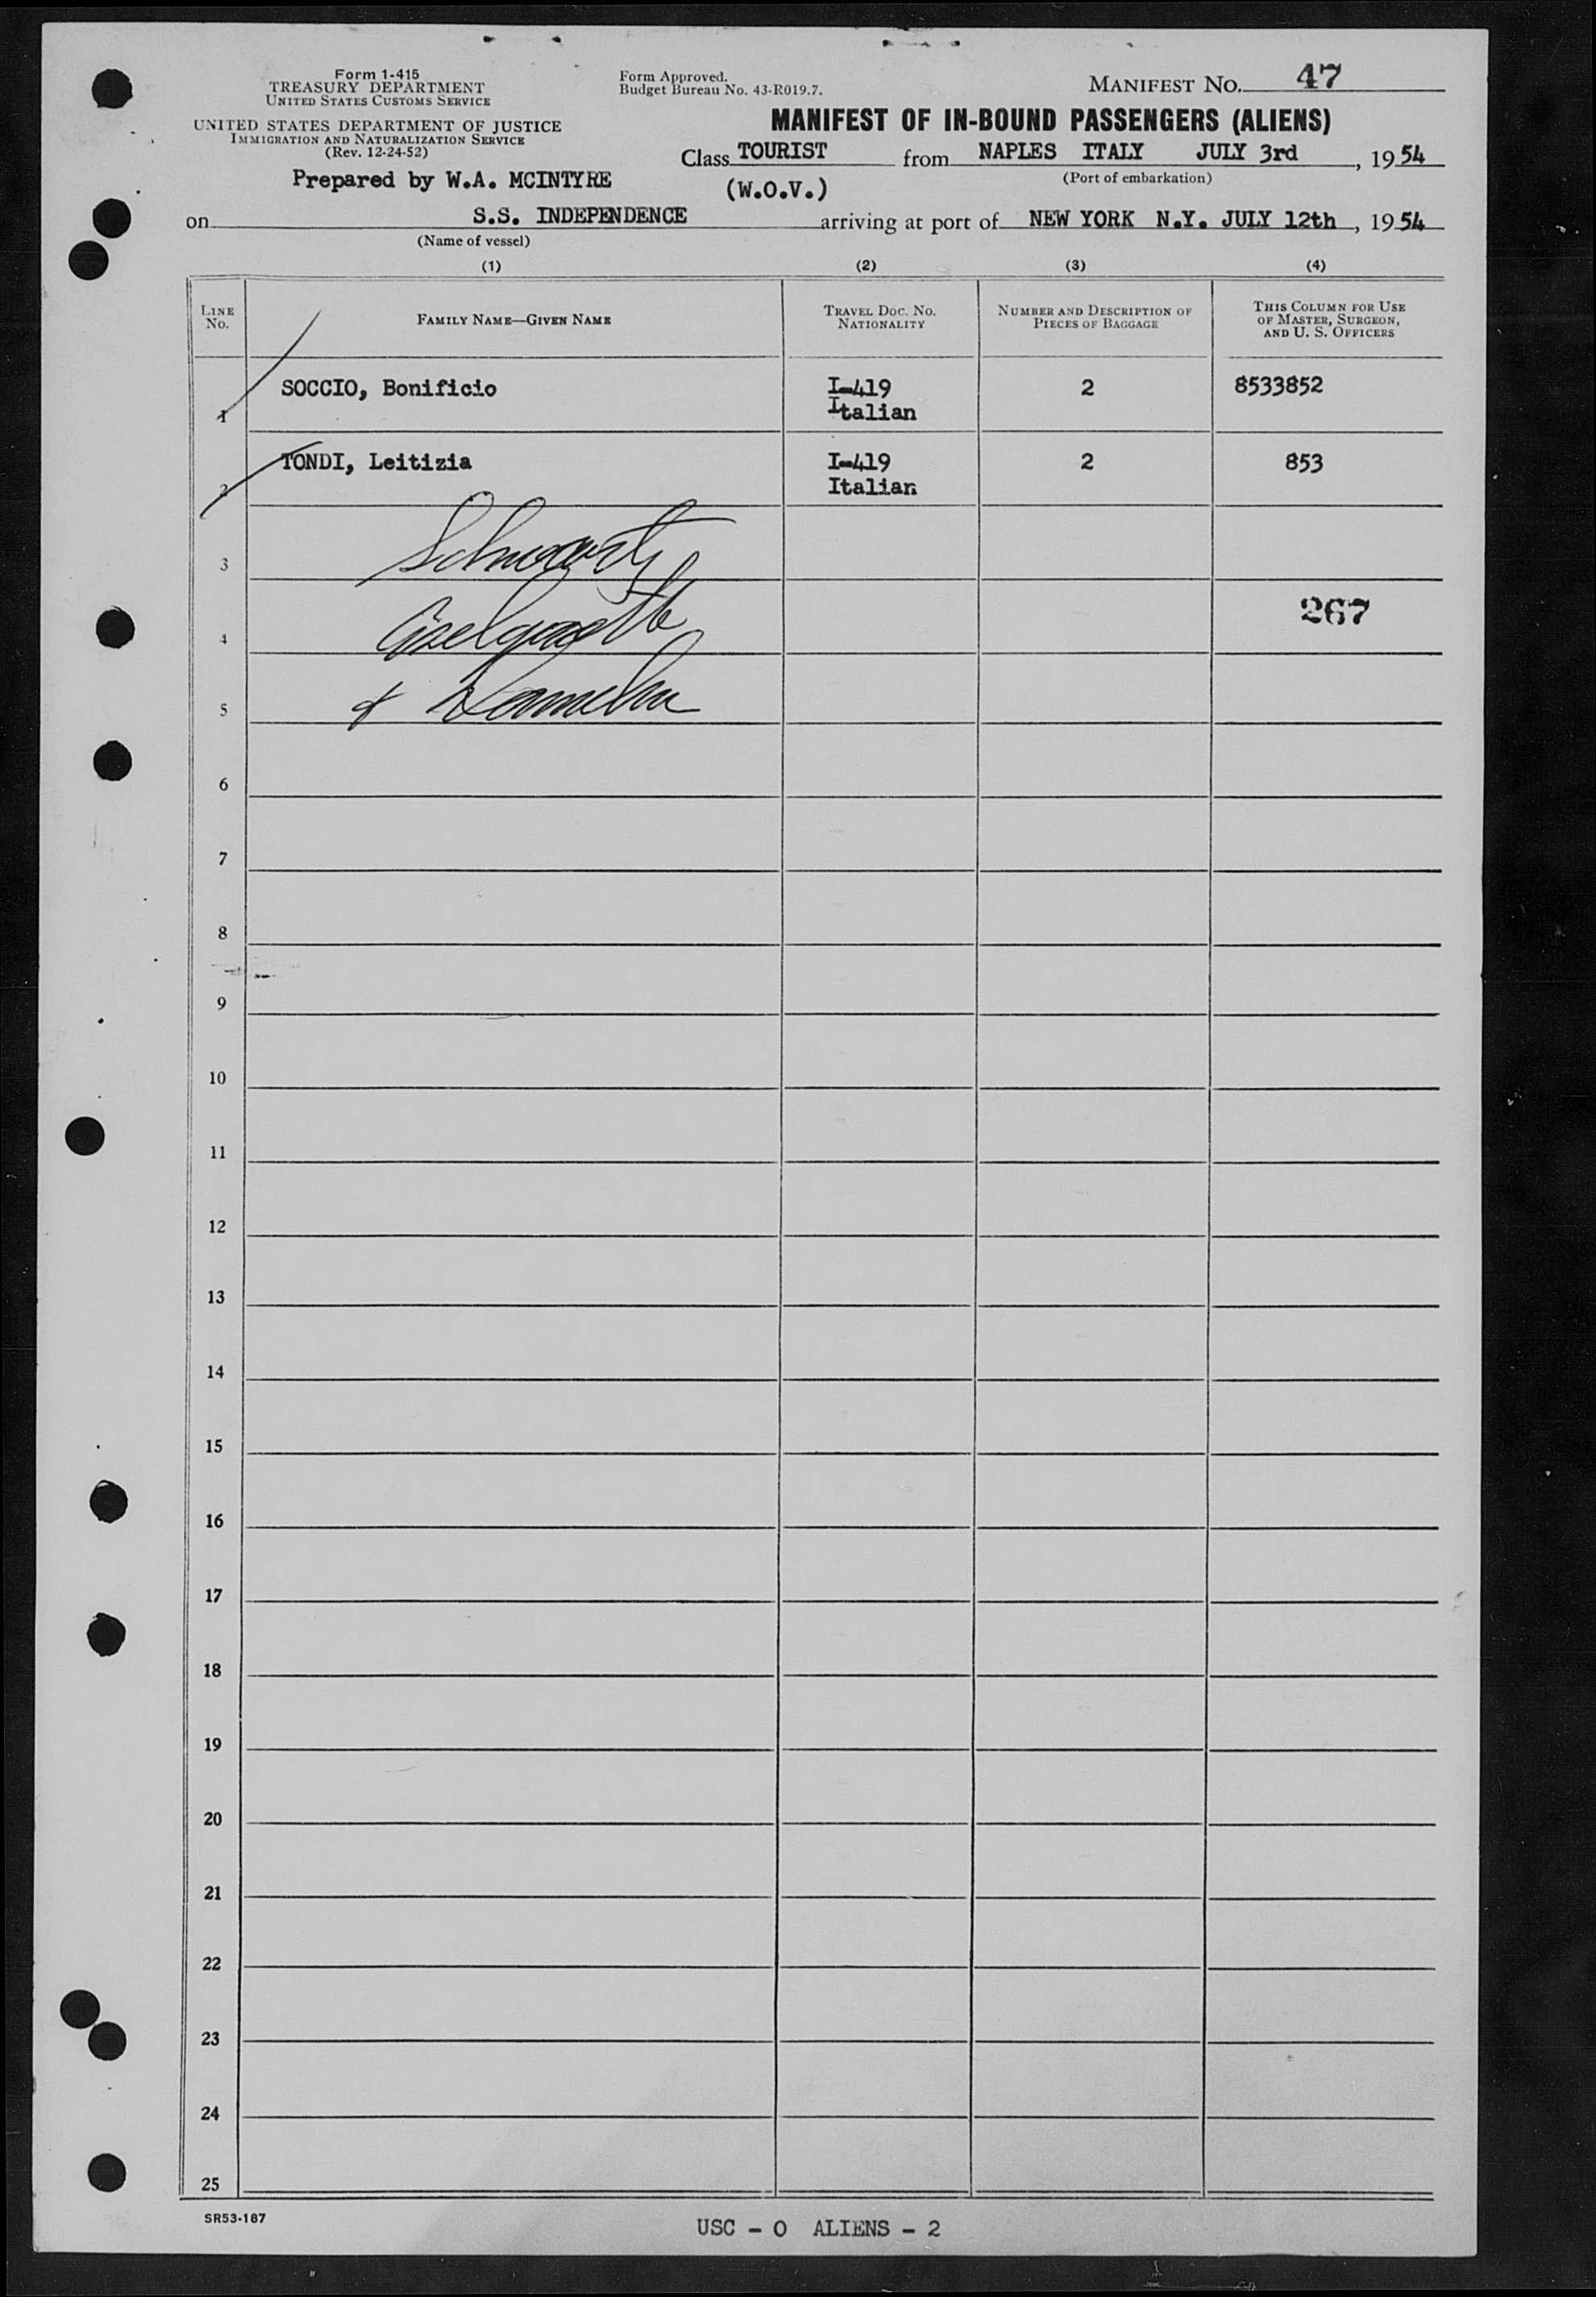 Form 1-415
TREASURY DEPARTMENT
UNITED STATES CUSTOMS SERVICE
UNITED STATES DEPARTMENT OF JUSTICE
IMMIGRATION AND NATURALIZATION SERVICE
(Rev. 12-24-52)
Prepared by W.A. MCINTYRE
Form Approved.
Budget Bureau No. 43-R019.7.
MANIFEST NO. 47
MANIFEST OF IN-BOUND PASSENGERS (ALIENS)
Class TOURIST from NAPLES ITALY JULY 3rd, 1954
(W.O.V.) (Port of embarkation)
on S.S. INDEPENDENCE arriving at port of NEW YORK N.Y. JULY 12th, 1954
(Name of vessel)
(1) (2) (3) (4)
LINE NO.
FAMILY NAME—GIVEN NAME
TRAVEL DOC. NO.
NATIONALITY
NUMBER AND DESCRIPTION OF
PIECES OF BAGGAGE
THIS COLUMN FOR USE
OF MASTER, SURGEON,
AND U. S. OFFICERS
1 SOCCIO, Bonificio I-419 2 8533852
Italian
2 TONDI, Leitizia I-419 2 853
Italian
3 Schwartz
4 267
5
6
7
8
9
10
11
12
13
14
15
16
17
18
19
20
21
22
23
24
25
SR53-187
USC - 0 ALIENS - 2